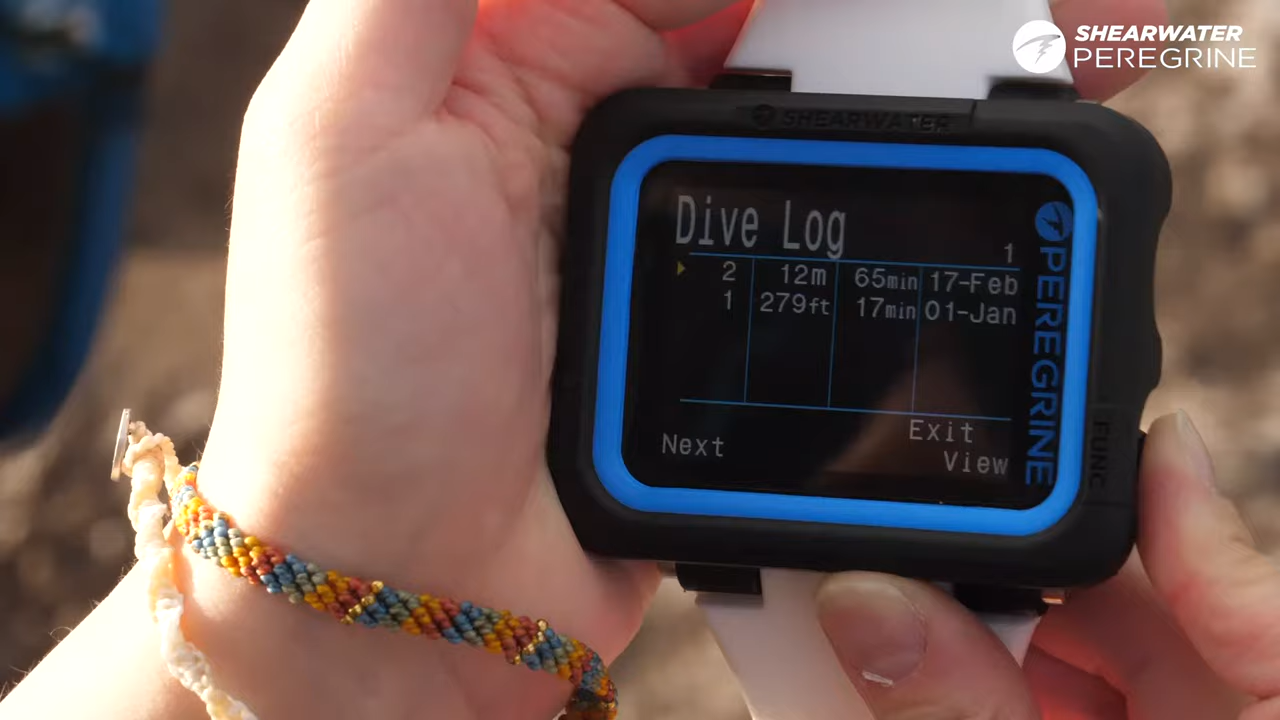 SHEARWATER
PEREGRINE
SHEARWATER
Dive Log
1
2 12m 65min 17-Feb
1 279ft 17min 01-Jan
Next
Exit
View
PEREGRINE
FUNC